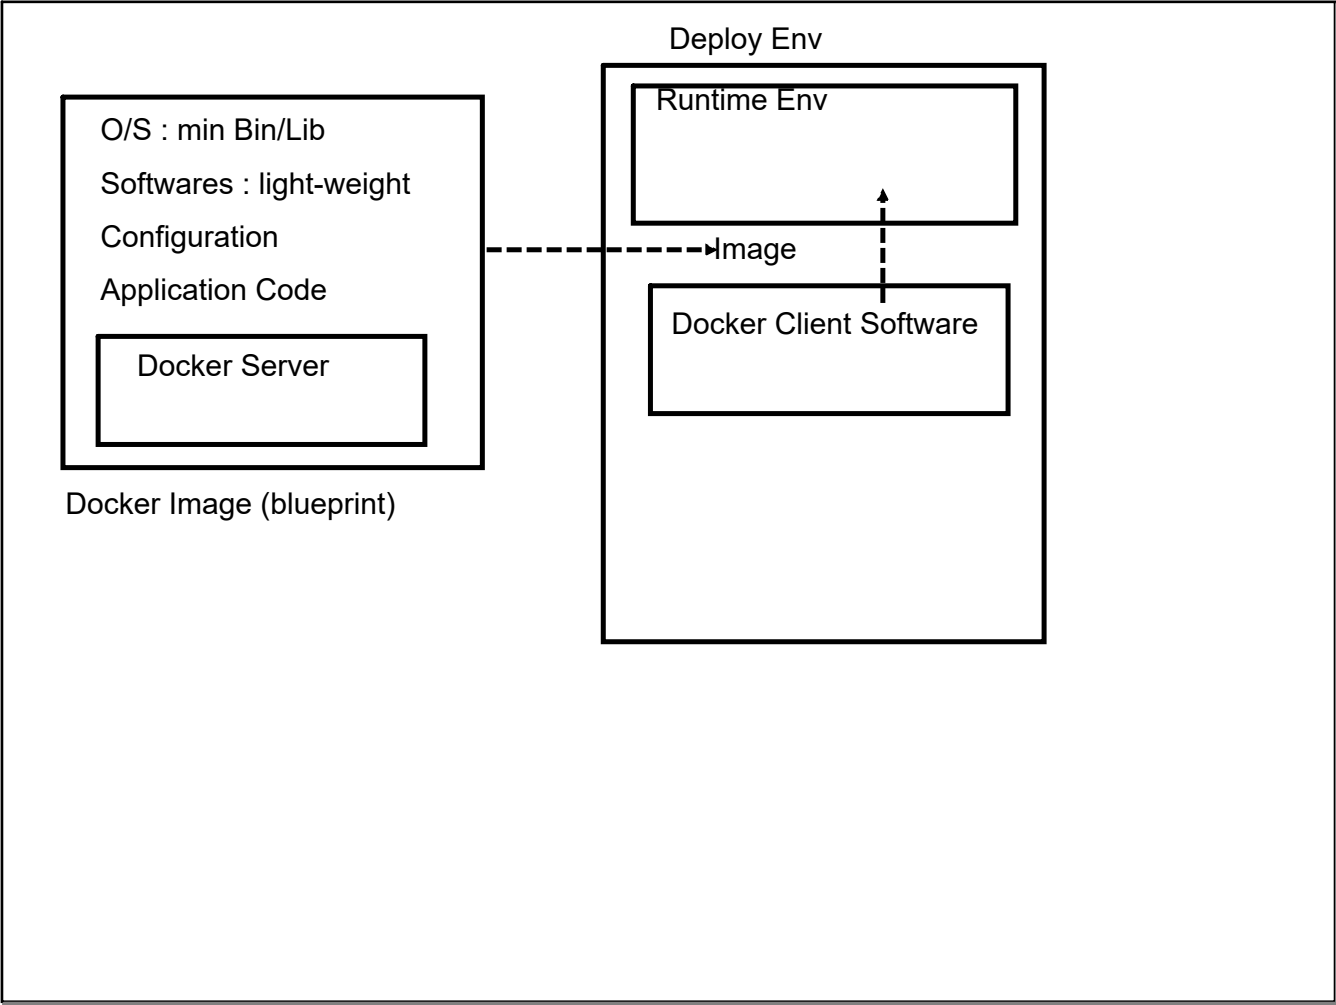 Deploy Env
Runtime Env
O/S : min Bin/Lib
Softwares : light-weight
Configuration
Application Code
Docker Server
Docker Image (blueprint)
Image
Docker Client Software